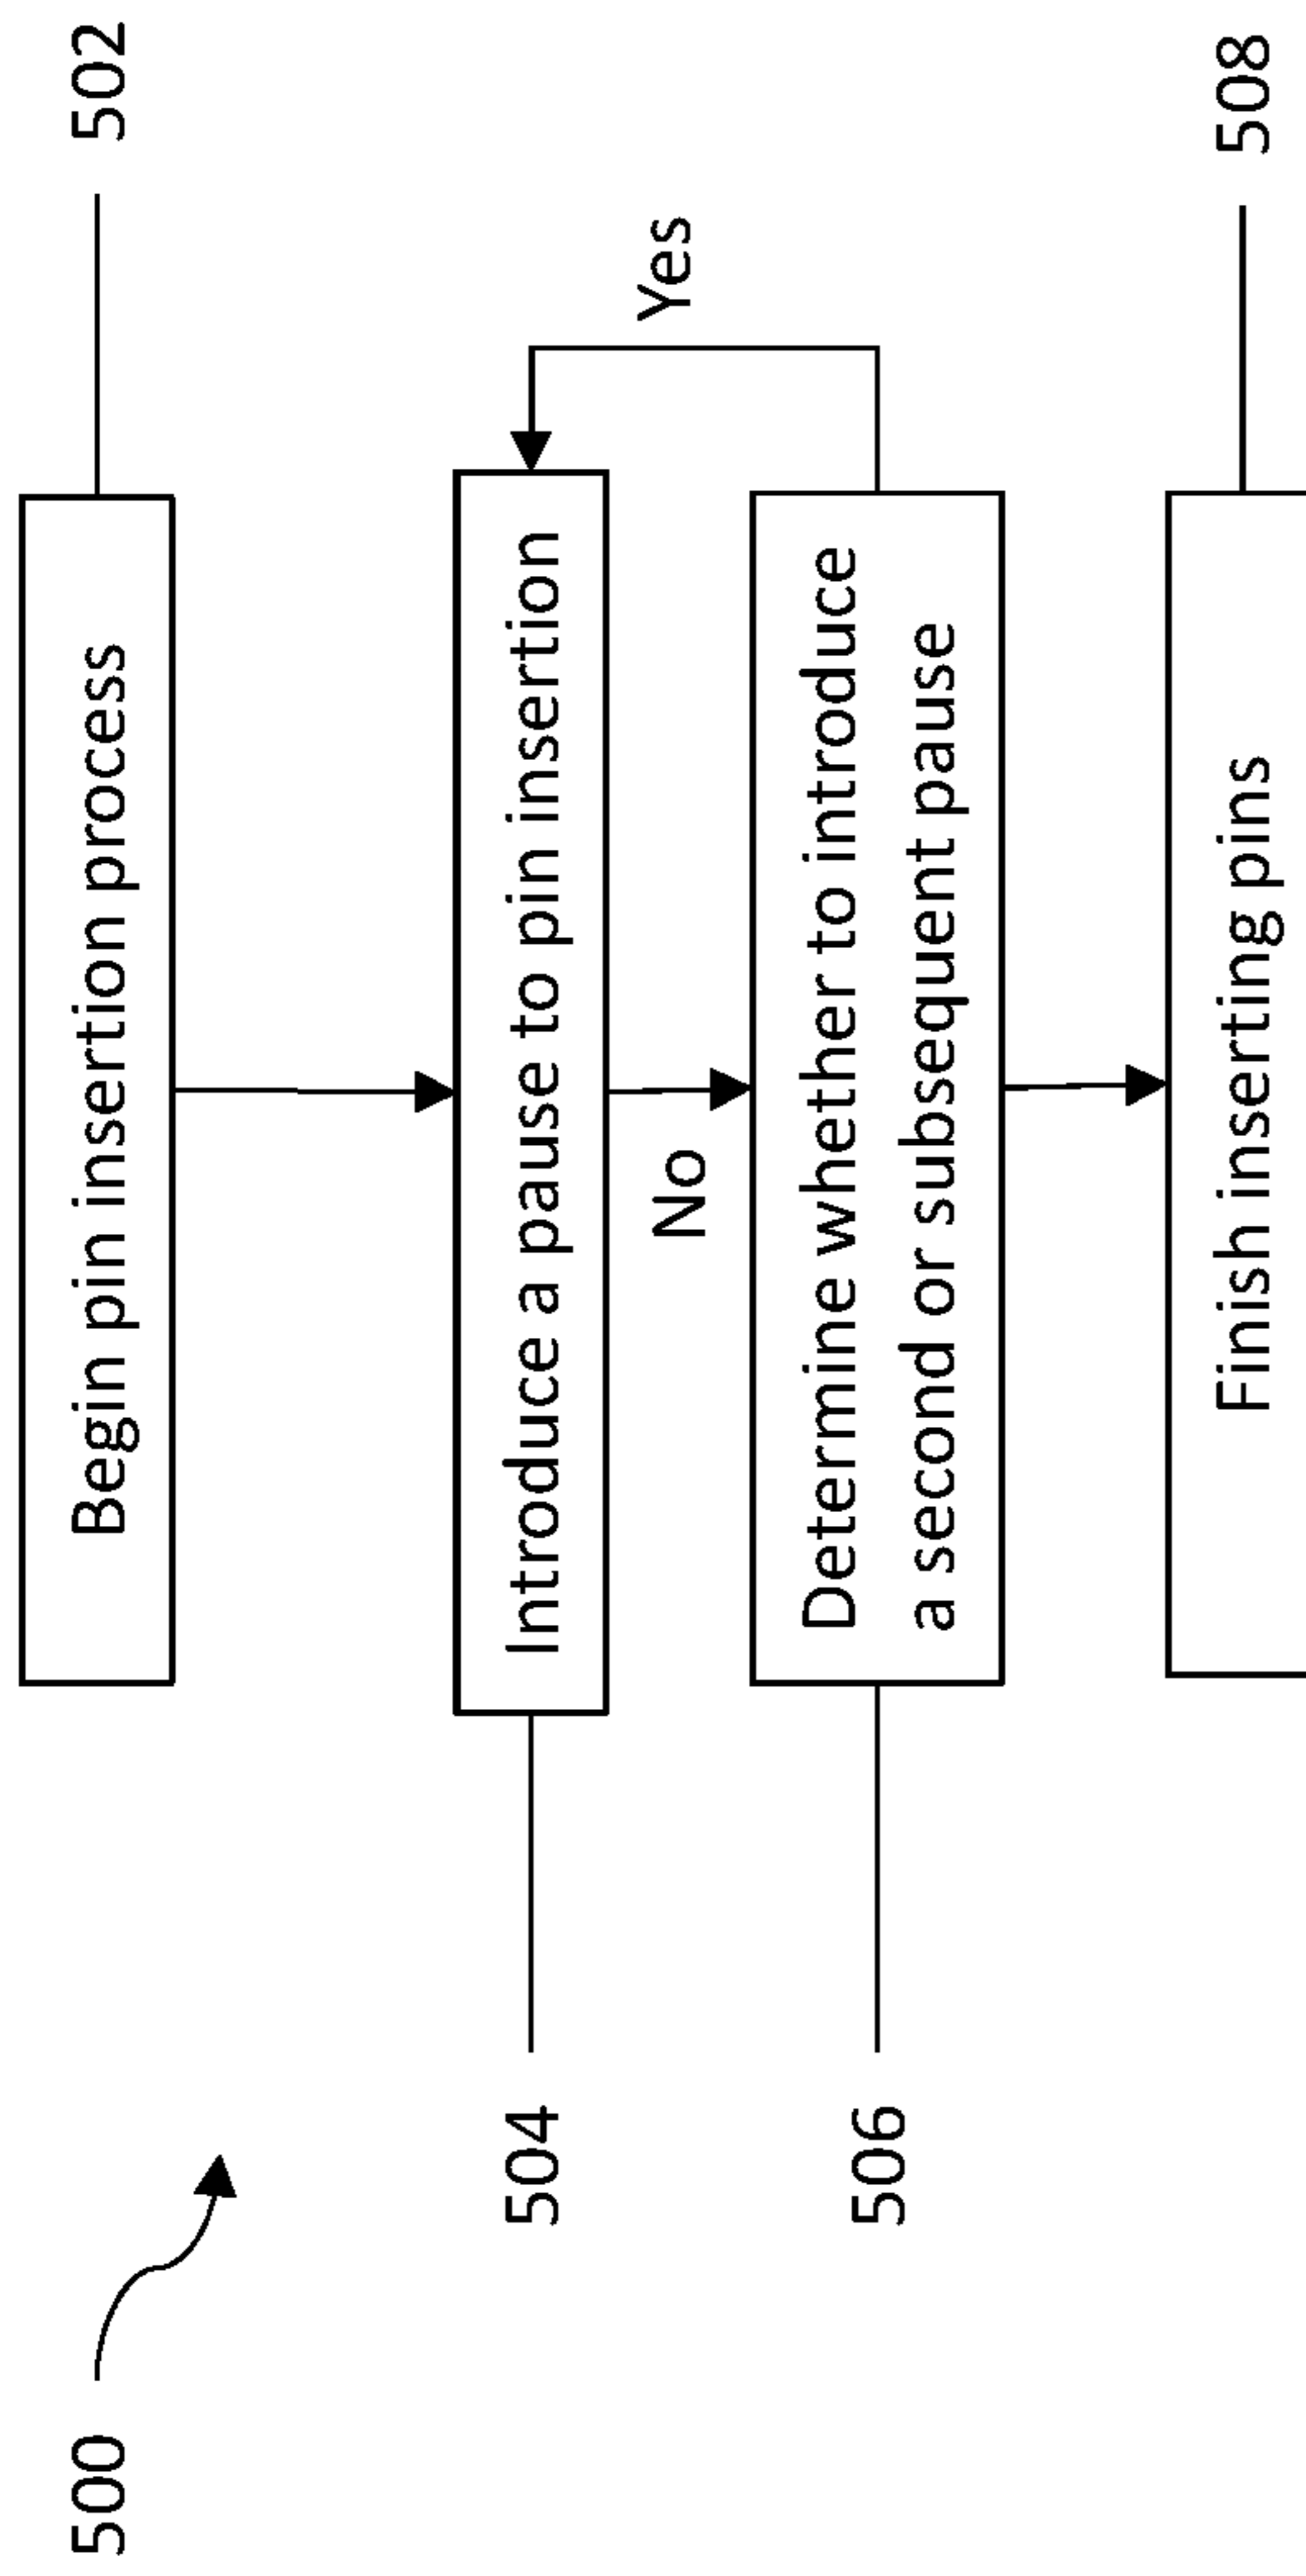 500
502
Begin pin insertion process
504
Introduce a pause to pin insertion
No
Yes
506
Determine whether to introduce
a second or subsequent pause
508
Finish inserting pins